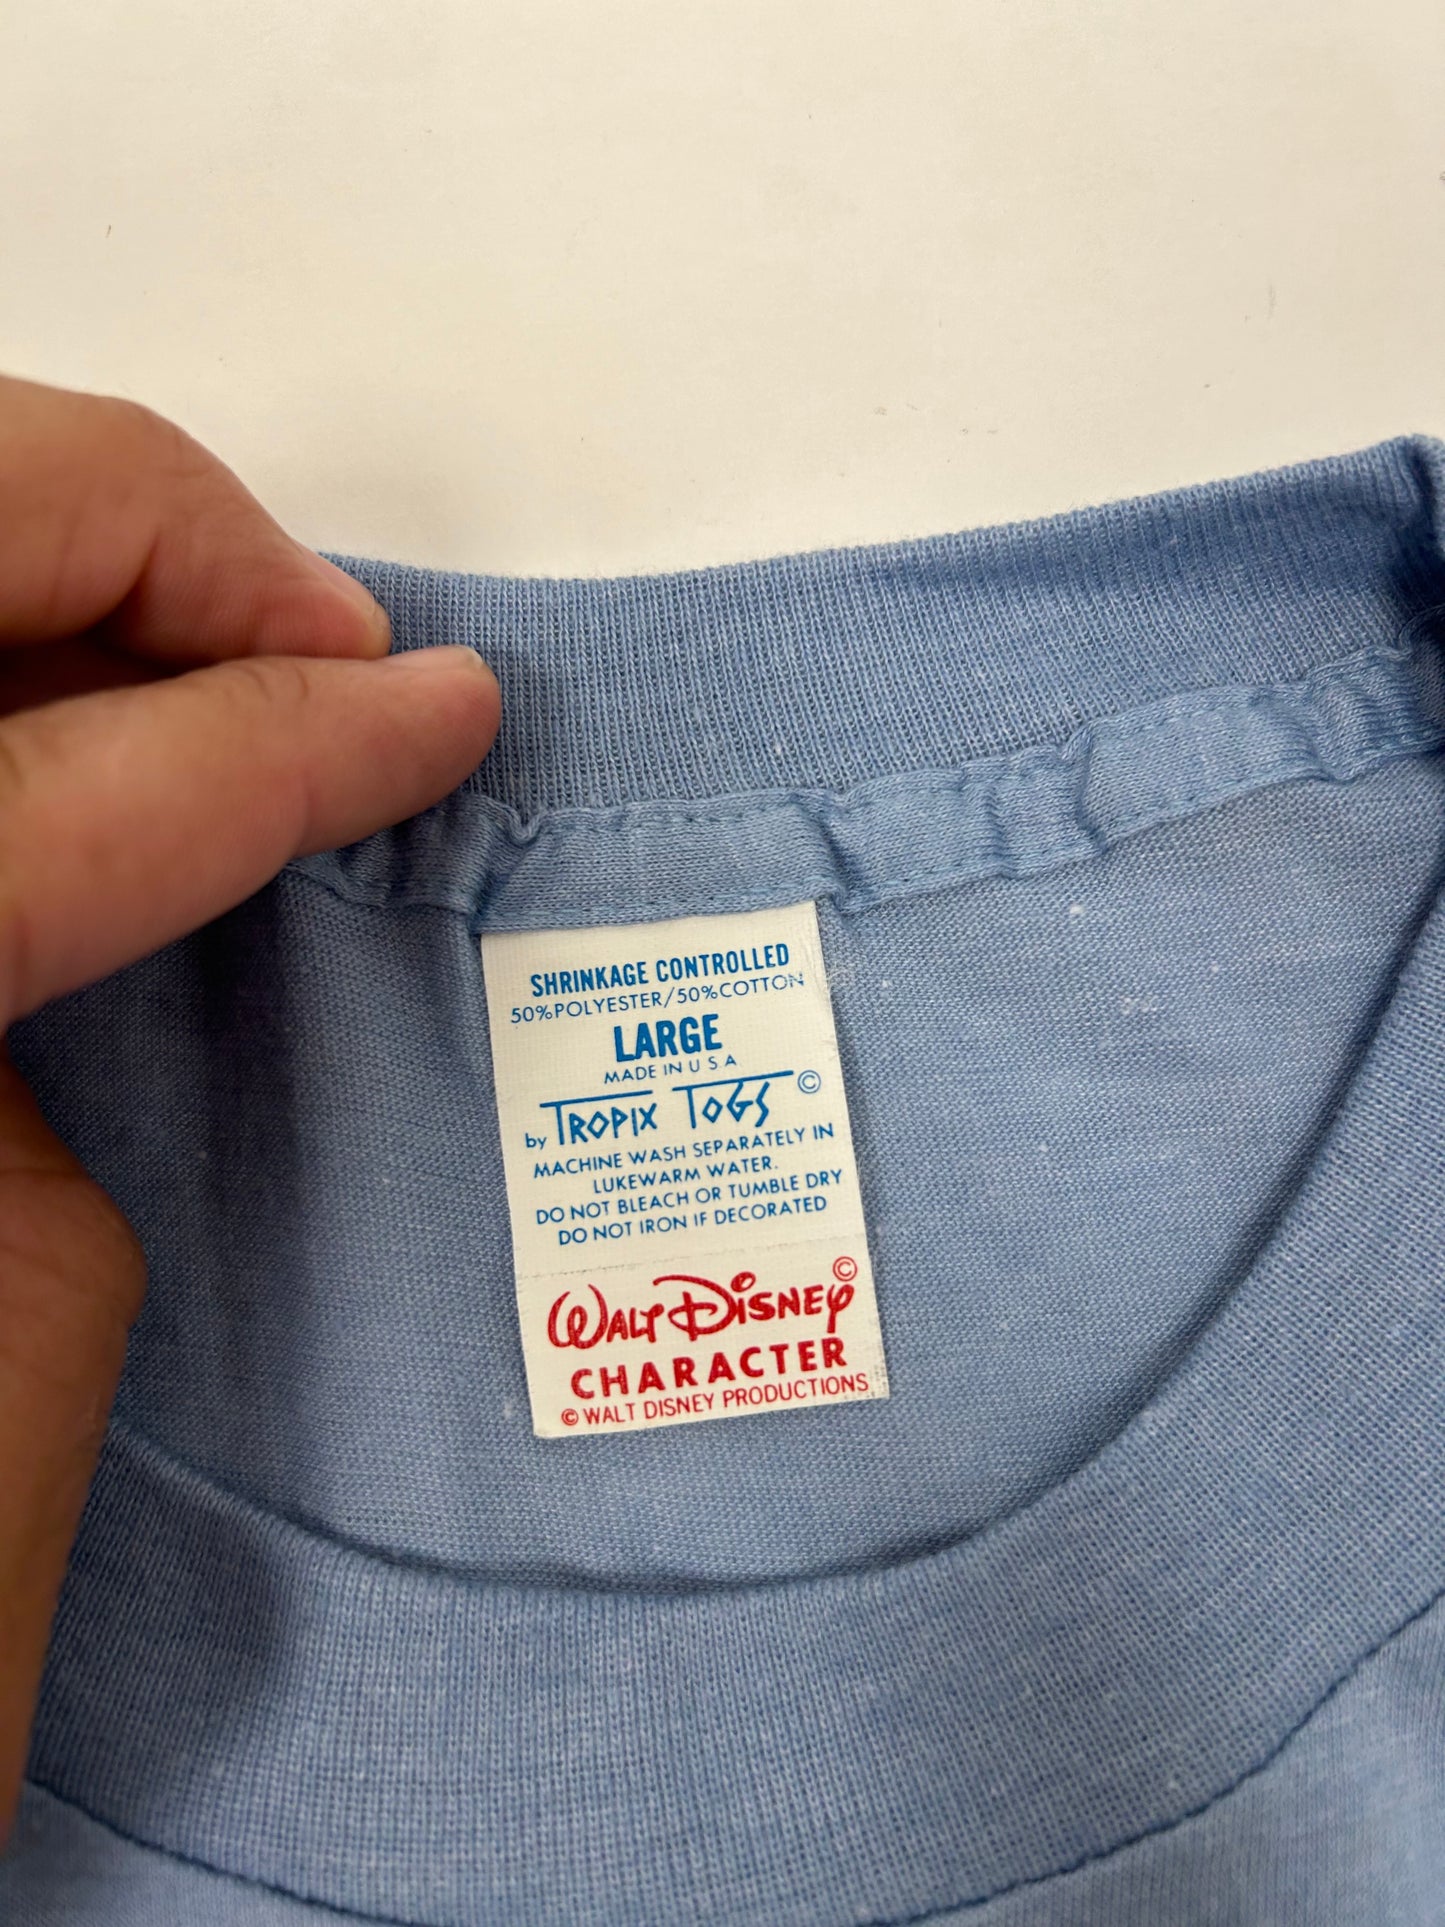 SHRINKAGE CONTROLLED
50%POLYESTER/50%COTTON
LARGE
MADE IN U S A
by TROPIX TOGS ©
MACHINE WASH SEPARATELY IN
LUKEWARM WATER.
DO NOT BLEACH OR TUMBLE DRY
DO NOT IRON IF DECORATED
WALT DISNEY ©
CHARACTER
© WALT DISNEY PRODUCTIONS